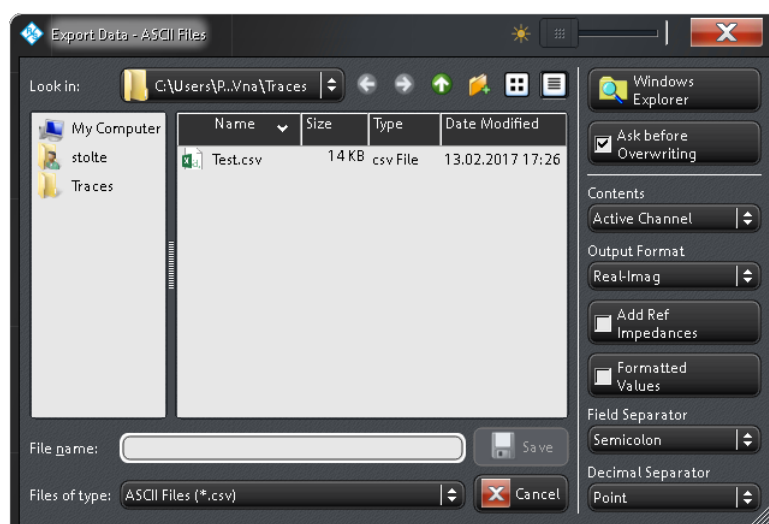 Export Data - ASCII Files
Look in:
C:\Users\P...Vna\Traces
Windows
Explorer
Ask before
Overwriting
My Computer
stolte
Traces
Name
Size
Type
Date Modified
Test.csv
14 KB
csv File
13.02.2017 17:26
Contents
Active Channel
Output Format
Real-Imag
Add Ref
Impedances
Formatted
Values
Field Separator
Semicolon
Decimal Separator
Point
File name:
Save
Files of type:
ASCII Files (*.csv)
Cancel